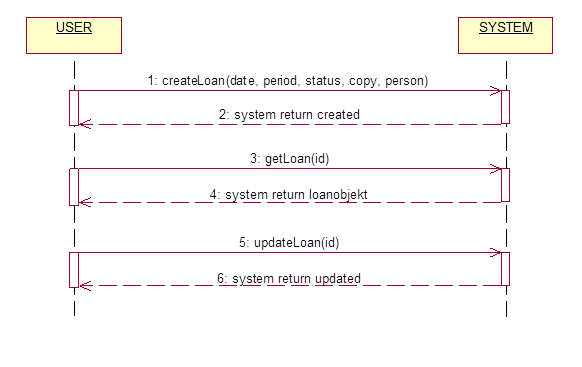 USER
SYSTEM
1: createLoan(date, period, status, copy, person)
2: system return created
3: getLoan(id)
4: system return loanobjekt
5: updateLoan(id)
6: system return updated